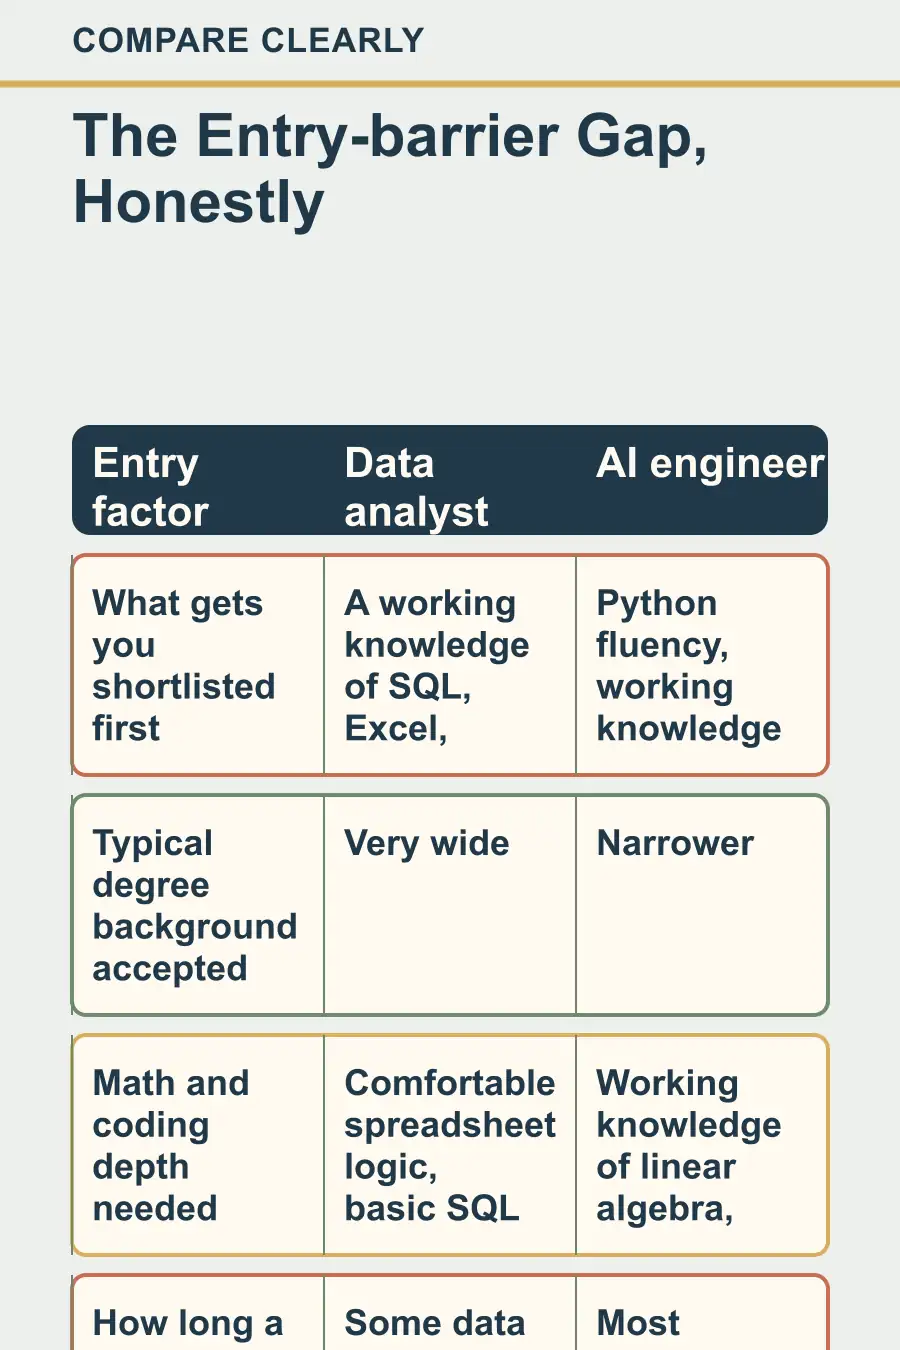 COMPARE CLEARLY
The Entry-barrier Gap,
Honestly
Entry
factor
Data
analyst
AI engineer
What gets
you
shortlisted
first
A working
knowledge
of SQL,
Excel,
Python
fluency,
working
knowledge
Typical
degree
background
accepted
Very wide
Narrower
Math and
coding
depth
needed
Comfortable
spreadsheet
logic,
basic SQL
Working
knowledge
of linear
algebra,
How long a
Some data
Most